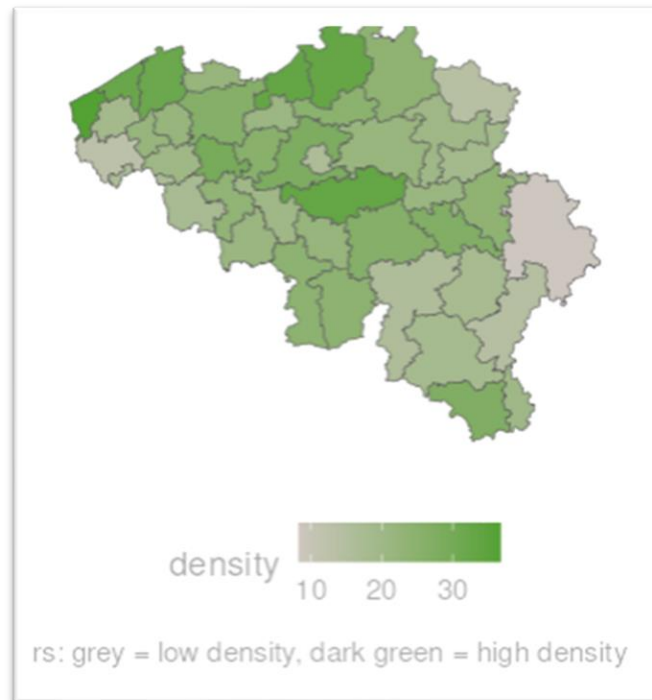 density
10 20 30
rs: grey = low density, dark green = high density